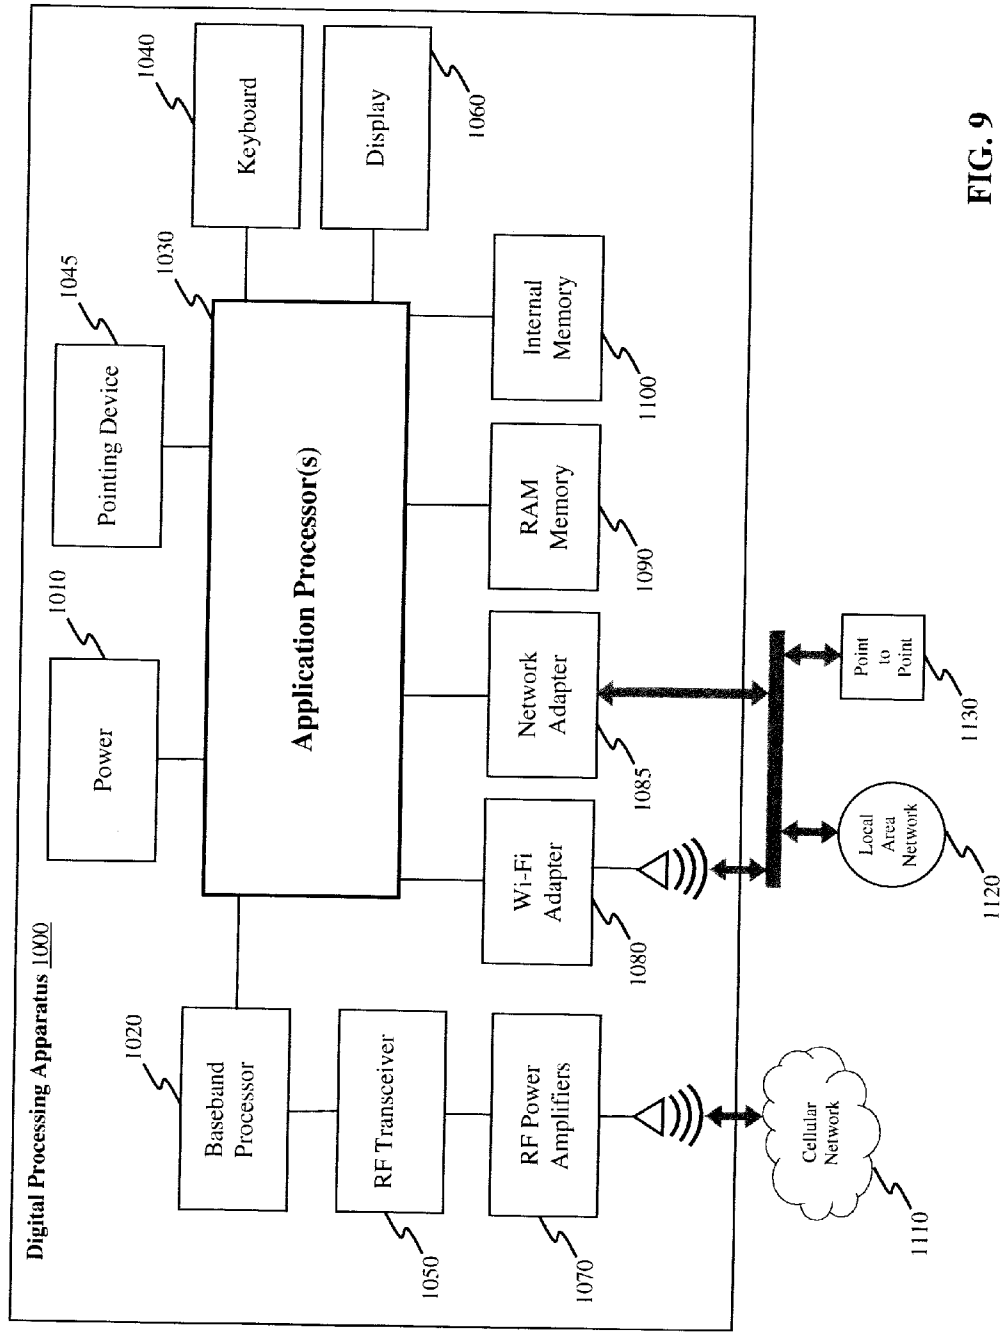 Digital Processing Apparatus 1000
1020
Baseband
Processor
RF Transceiver
1050
RF Power
Amplifiers
1070
Cellular
Network
1110
Power
1010
Pointing Device
1045
1030
Application Processor(s)
Keyboard
1040
Display
1060
Wi-Fi
Adapter
1080
Network
Adapter
1085
RAM
Memory
1090
Internal
Memory
1100
Local
Area
Network
1120
Point
to
Point
1130
FIG. 9